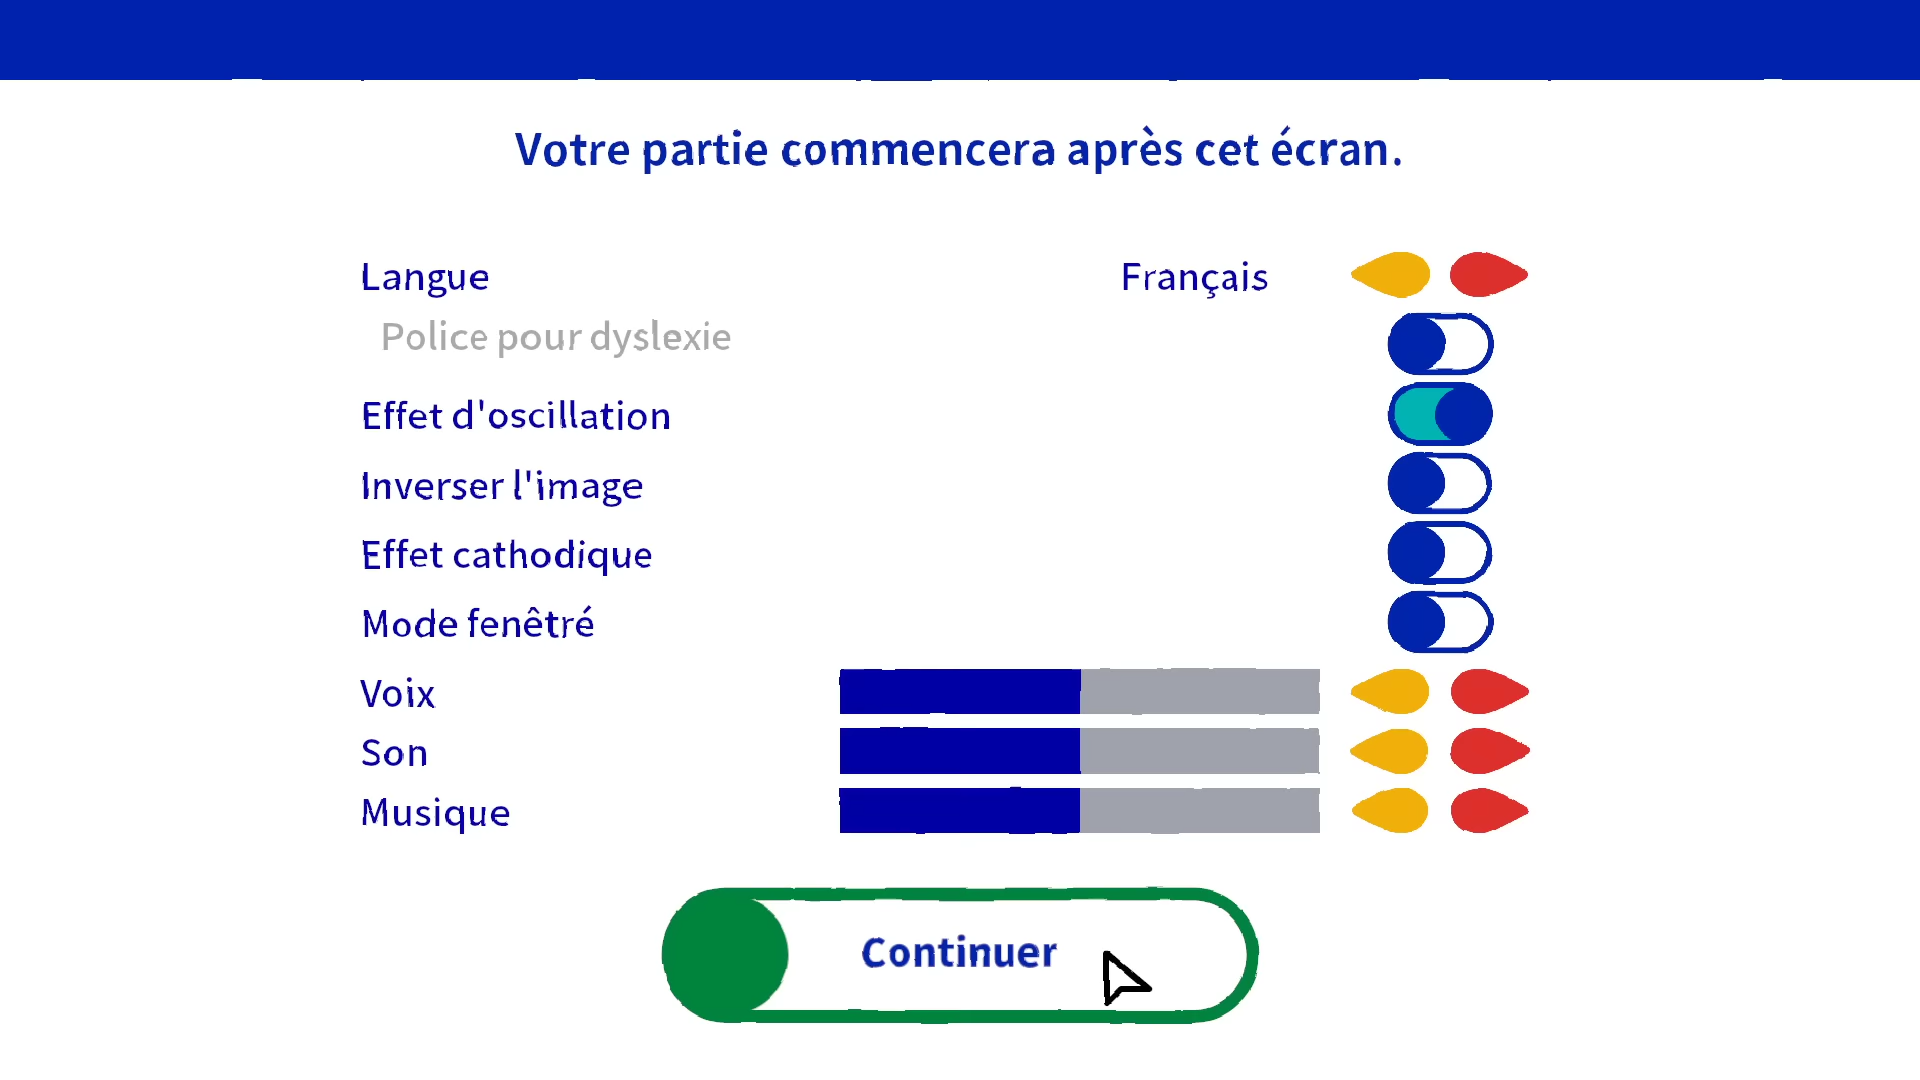 Votre partie commencera après cet écran.
Langue Français
Police pour dyslexie
Effet d'oscillation
Inverser l'image
Effet cathodique
Mode fenêtré
Voix
Son
Musique
Continuer